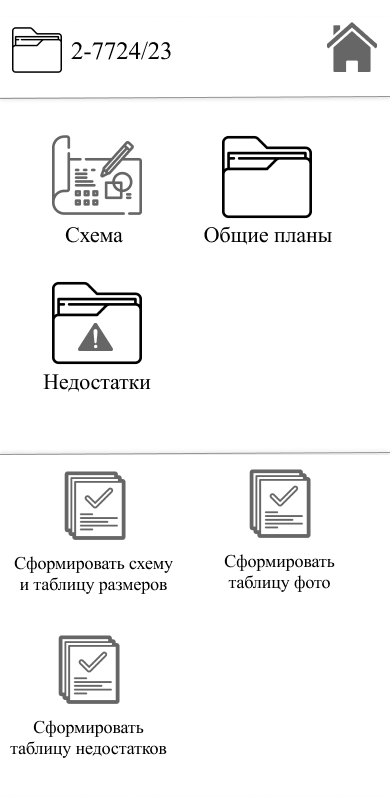 2-7724/23
Схема
Общие планы
Недостатки
Сформировать схему
и таблицу размеров
Сформировать
таблицу фото
Сформировать
таблицу недостатков